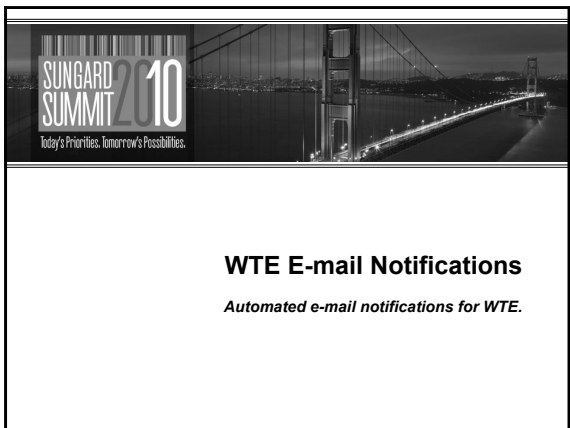 SUNGARD
SUMMIT 2010
Today's Priorities. Tomorrow's Possibilities.
WTE E-mail Notifications
Automated e-mail notifications for WTE.